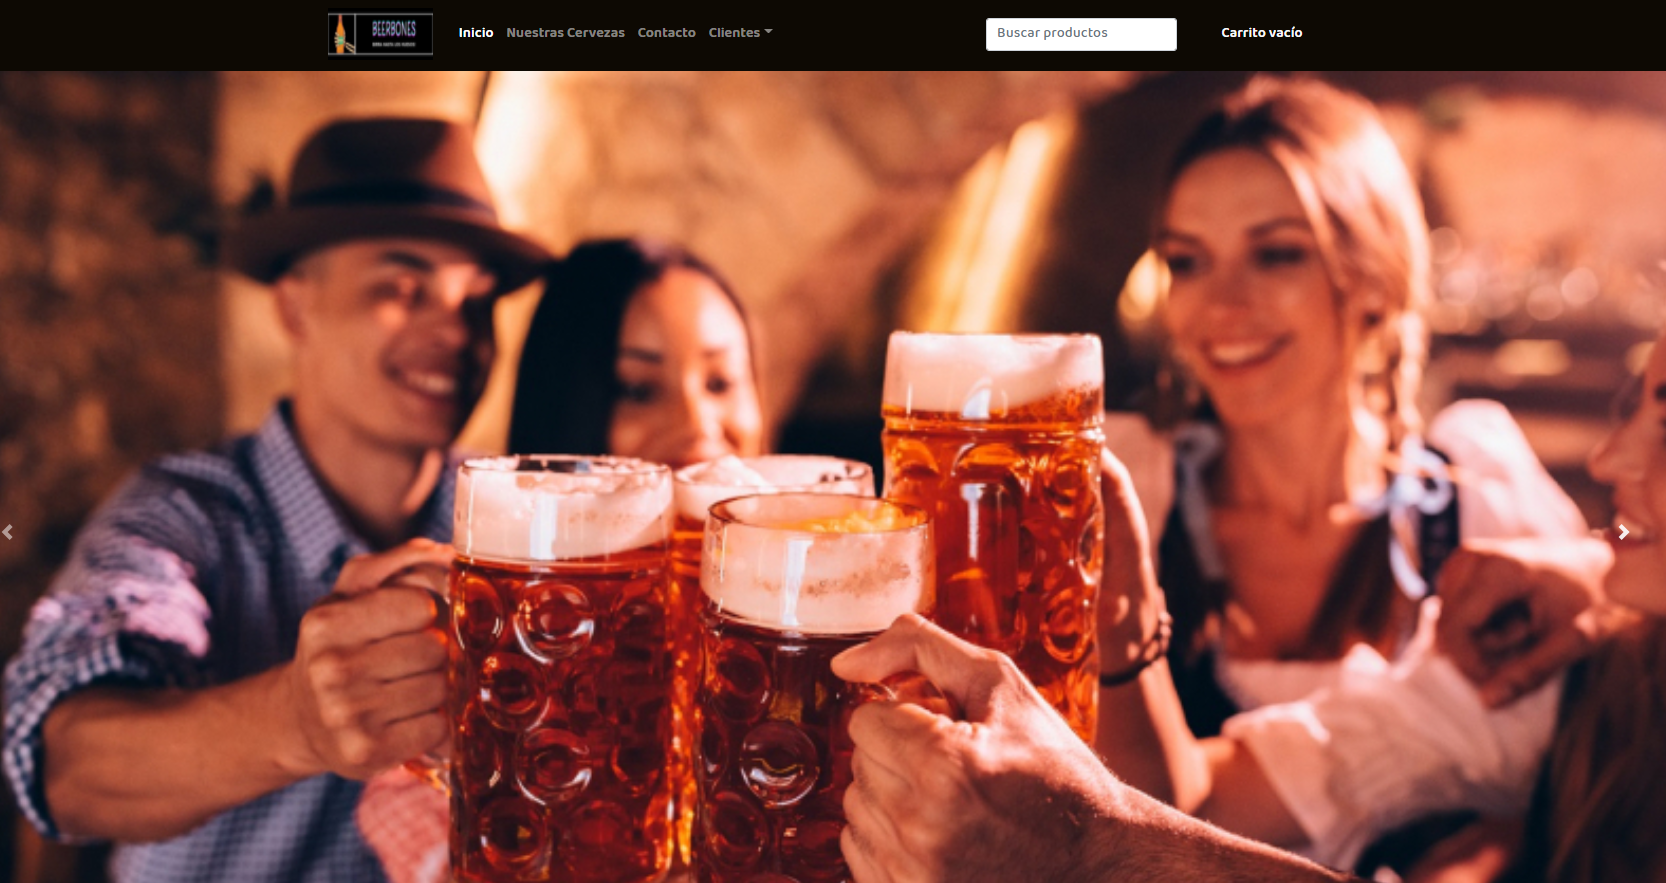 BEERBONES
Inicio Nuestras Cervezas Contacto Clientes
Buscar productos
Carrito vacío